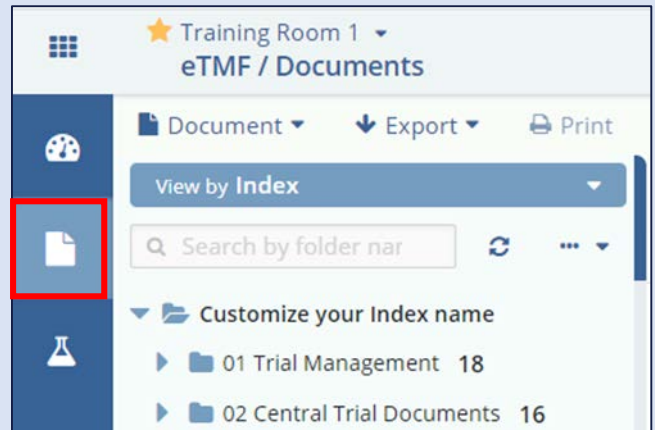 Training Room 1
eTMF / Documents
Document
Export
Print
View by Index
Search by folder nar
Customize your Index name
01 Trial Management 18
02 Central Trial Documents 16